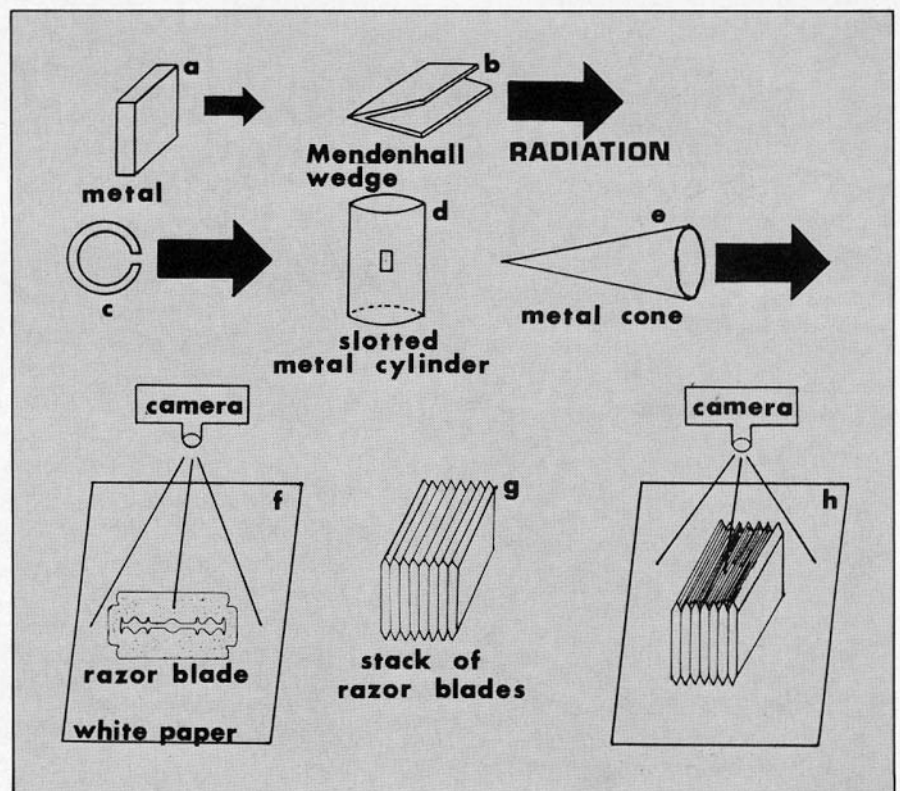 a
b
metal
Mendenhall
wedge
RADIATION
c
d
e
slotted
metal cylinder
metal cone
camera
f
razor blade
white paper
g
stack of
razor blades
camera
h